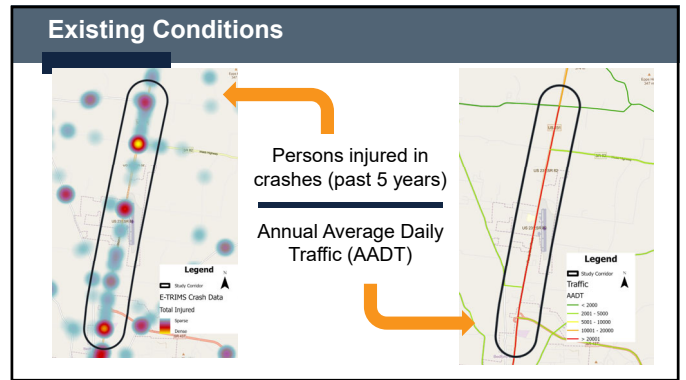 Existing Conditions
Persons injured in
crashes (past 5 years)
Annual Average Daily
Traffic (AADT)
Legend
Study Corridor
N
E-TRIMS Crash Data
Total Injured
Sparse
Dense
Legend
Study Corridor
N
Traffic
AADT
< 2000
2001 - 5000
5001 - 10000
10001 - 20000
> 20001